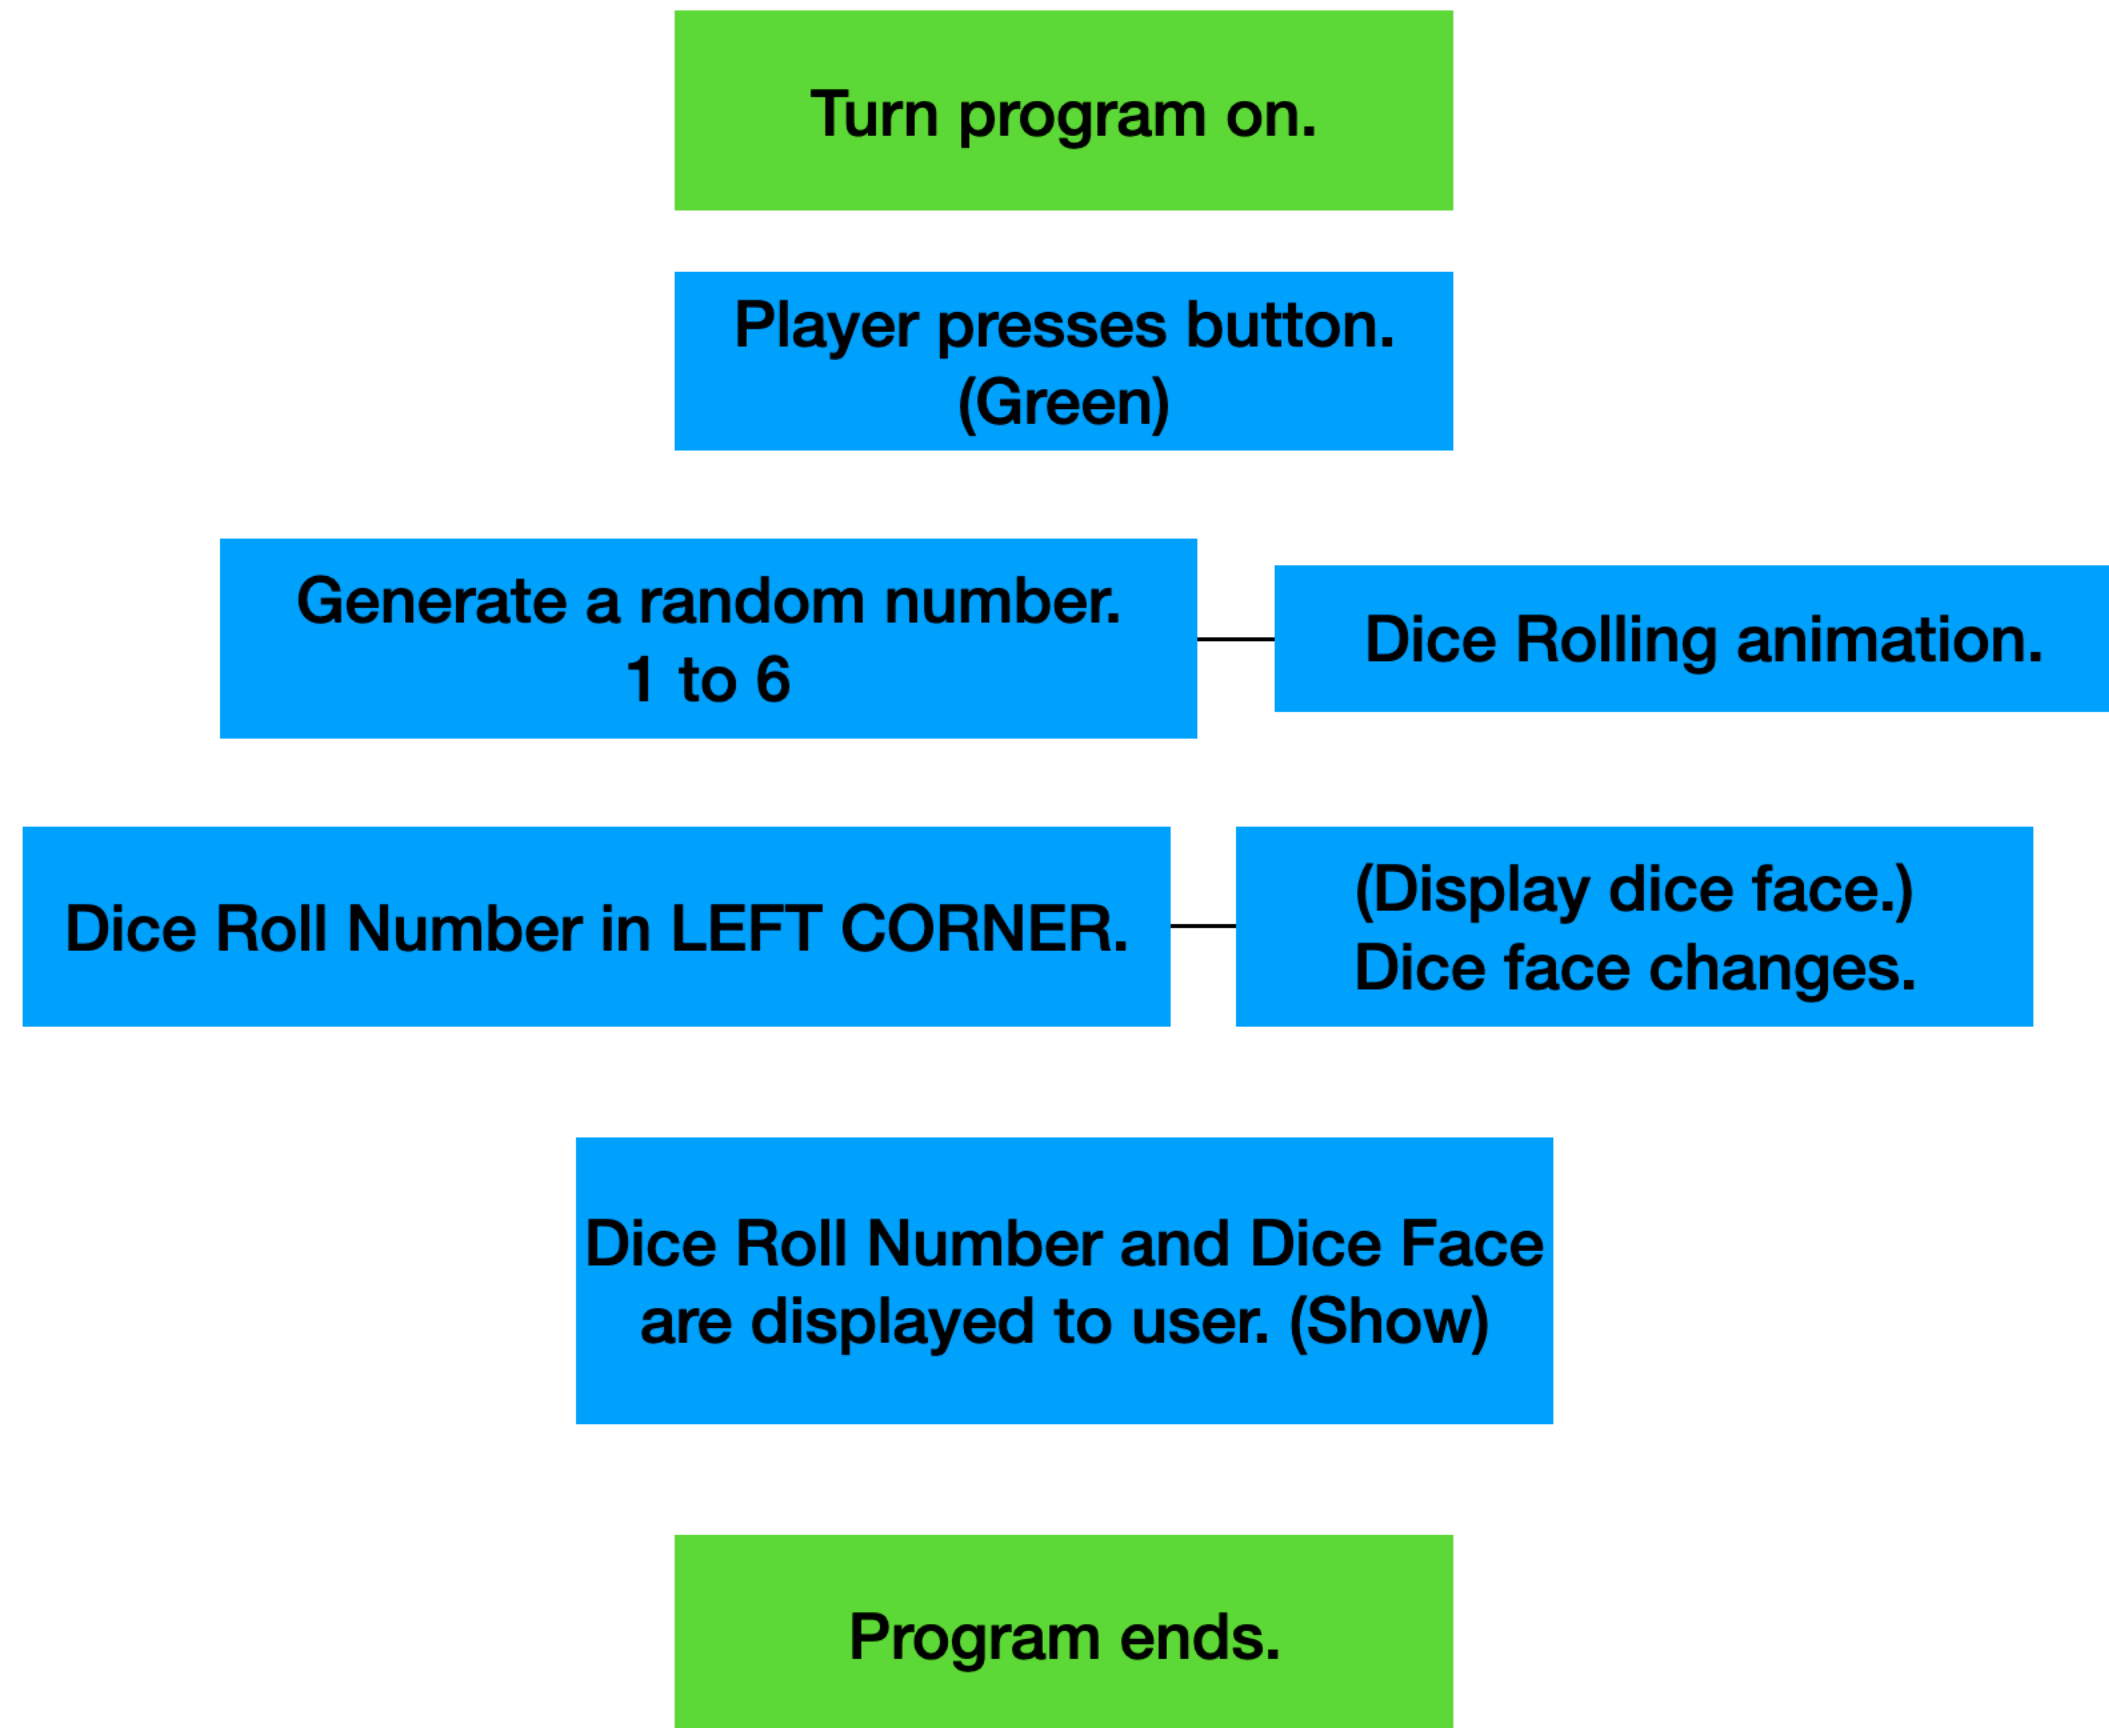 Turn program on.
Player presses button.
(Green)
Generate a random number.
1 to 6
Dice Rolling animation.
Dice Roll Number in LEFT CORNER.
(Display dice face.)
Dice face changes.
Dice Roll Number and Dice Face
are displayed to user. (Show)
Program ends.